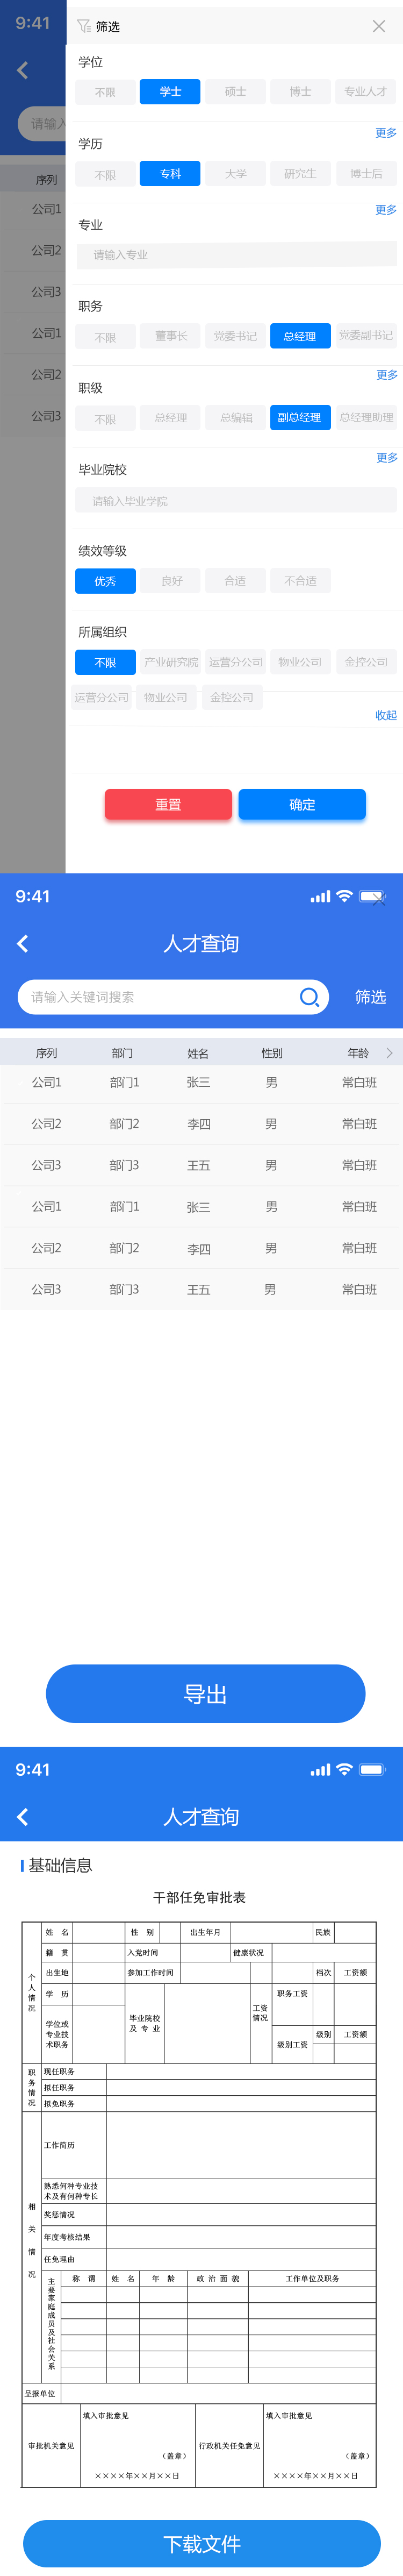 9:41
筛选
请输入
学位
不限 学士 硕士 博士 专业人才
更多
学历
不限 专科 大学 研究生 博士后
更多
专业
请输入专业
职务
不限 董事长 党委书记 总经理 党委副书记
更多
职级
不限 总经理 总编辑 副总经理 总经理助理
更多
毕业院校
请输入毕业学院
绩效等级
优秀 良好 合适 不合适
所属组织
不限 产业研究院 运营分公司 物业公司 金控公司
运营分公司 物业公司 金控公司
收起
重置 确定
序列
公司1
公司2
公司3
公司1
公司2
公司3
9:41
人才查询
请输入关键词搜索 筛选
序列 部门 姓名 性别 年龄
公司1 部门1 张三 男 常白班
公司2 部门2 李四 男 常白班
公司3 部门3 王五 男 常白班
公司1 部门1 张三 男 常白班
公司2 部门2 李四 男 常白班
公司3 部门3 王五 男 常白班
导出
9:41
人才查询
基础信息
干部任免审批表
个人情况
姓 名 性 别 出生年月 民族
籍 贯 入党时间 健康状况
出生地 参加工作时间 档次 工资额
学 历 毕业院校及 专 业 工资情况 职务工资
学位或专业技术职务 级别工资 级别 工资额
职务情况
现任职务
拟任职务
拟免职务
相关情况
工作简历
熟悉何种专业技术及有何种专长
奖惩情况
年度考核结果
任免理由
主要家庭成员及社会关系
称 谓 姓 名 年 龄 政 治 面 貌 工作单位及职务
呈报单位
审批机关意见 填入审批意见 行政机关任免意见 填入审批意见
（盖章） （盖章）
××××年××月××日 ××××年××月××日
下载文件